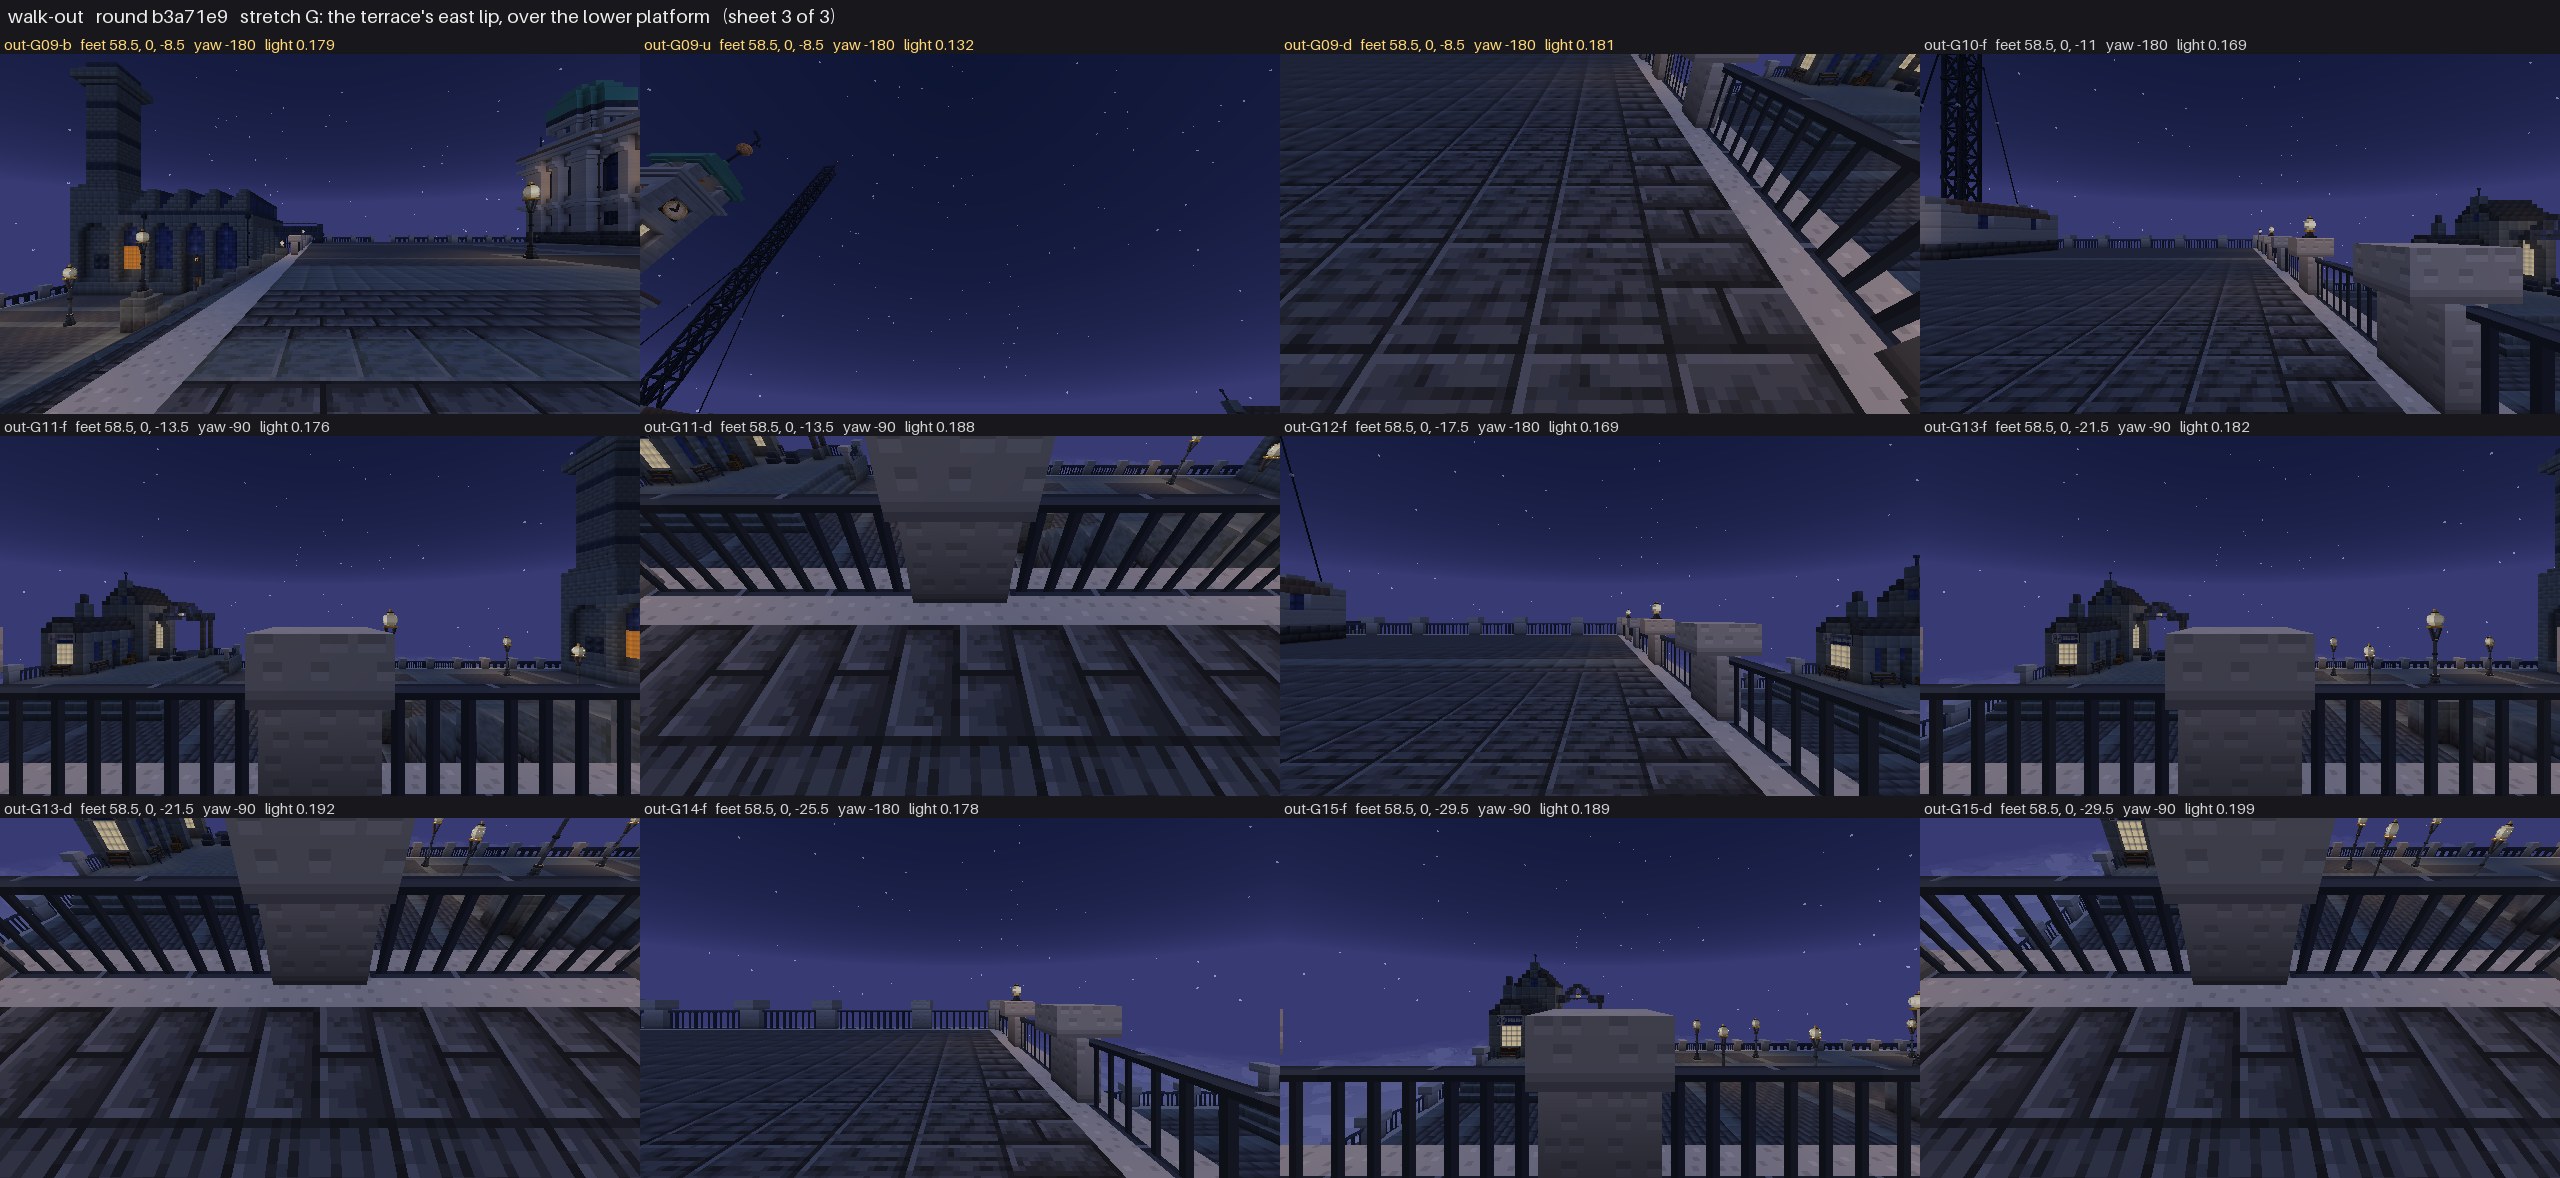 walk-out round b3a71e9 stretch G: the terrace's east lip, over the lower platform (sheet 3 of 3)
out-G09-b feet 58.5, 0, -8.5 yaw -180 light 0.179
out-G09-u feet 58.5, 0, -8.5 yaw -180 light 0.132
out-G09-d feet 58.5, 0, -8.5 yaw -180 light 0.181
out-G10-f feet 58.5, 0, -11 yaw -180 light 0.169
out-G11-f feet 58.5, 0, -13.5 yaw -90 light 0.176
out-G11-d feet 58.5, 0, -13.5 yaw -90 light 0.188
out-G12-f feet 58.5, 0, -17.5 yaw -180 light 0.169
out-G13-f feet 58.5, 0, -21.5 yaw -90 light 0.182
out-G13-d feet 58.5, 0, -21.5 yaw -90 light 0.192
out-G14-f feet 58.5, 0, -25.5 yaw -180 light 0.178
out-G15-f feet 58.5, 0, -29.5 yaw -90 light 0.189
out-G15-d feet 58.5, 0, -29.5 yaw -90 light 0.199